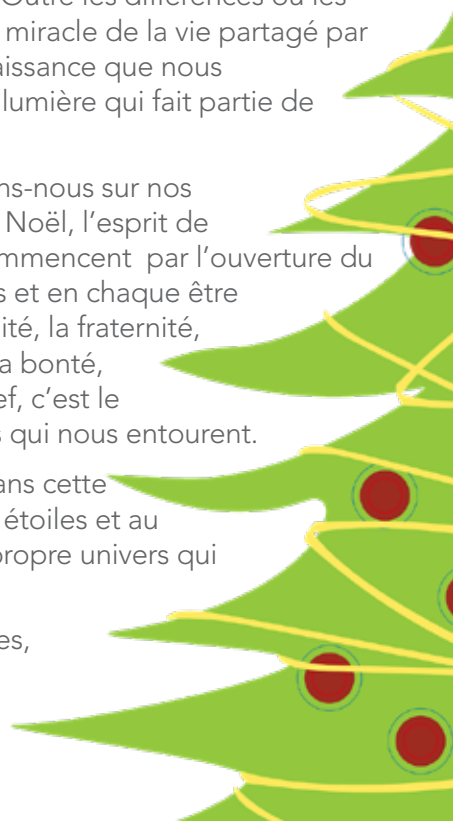 Outre les différences ou les
miracle de la vie partagé par
aissance que nous
lumière qui fait partie de
ns-nous sur nos
Noël, l’esprit de
mmencent par l’ouverture du
s et en chaque être
ité, la fraternité,
a bonté,
ef, c’est le
s qui nous entourent.
ans cette
étoiles et au
propre univers qui
es,